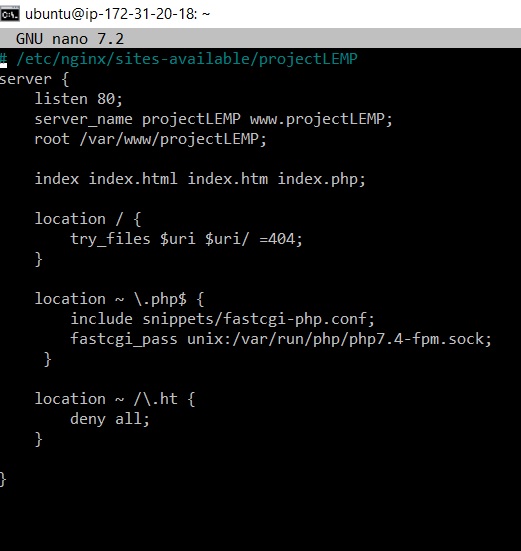 ubuntu@ip-172-31-20-18: ~
GNU nano 7.2
# /etc/nginx/sites-available/projectLEMP
server {
    listen 80;
    server_name projectLEMP www.projectLEMP;
    root /var/www/projectLEMP;

    index index.html index.htm index.php;

    location / {
        try_files $uri $uri/ =404;
    }

    location ~ \.php$ {
        include snippets/fastcgi-php.conf;
        fastcgi_pass unix:/var/run/php/php7.4-fpm.sock;
     }

    location ~ /\.ht {
        deny all;
    }

}